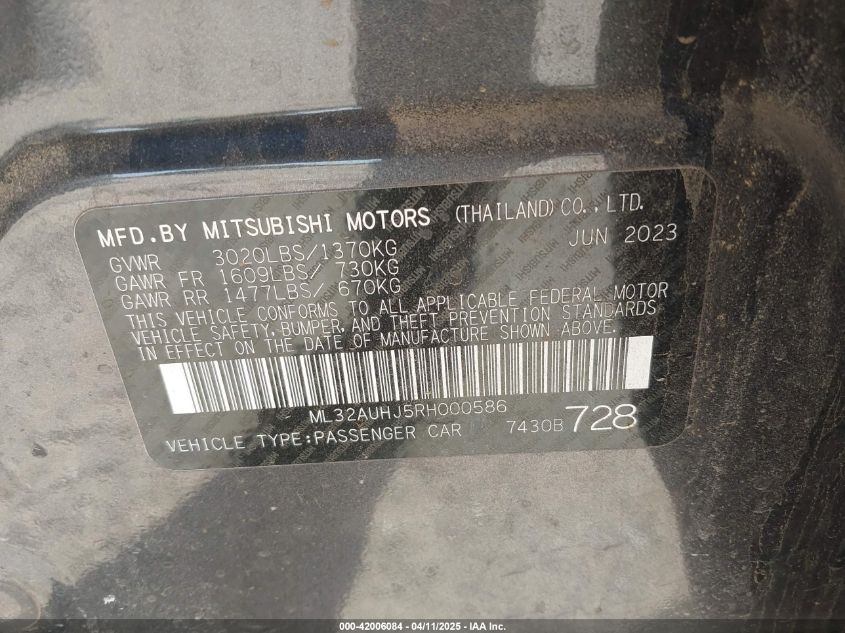 MFD.BY MITSUBISHI MOTORS (THAILAND)CO.,LTD.
GVWR 3020LBS/1370KG JUN 2023
GAWR FR 1609LBS/ 730KG
GAWR RR 1477LBS/ 670KG
THIS VEHICLE CONFORMS TO ALL APPLICABLE FEDERAL MOTOR
VEHICLE SAFETY, BUMPER, AND THEFT PREVENTION STANDARDS
IN EFFECT ON THE DATE OF MANUFACTURE SHOWN ABOVE.
ML32AUHJ5RH000586
VEHICLE TYPE:PASSENGER CAR 7430B 728
000-42006084 - 04/11/2025 - IAA Inc.